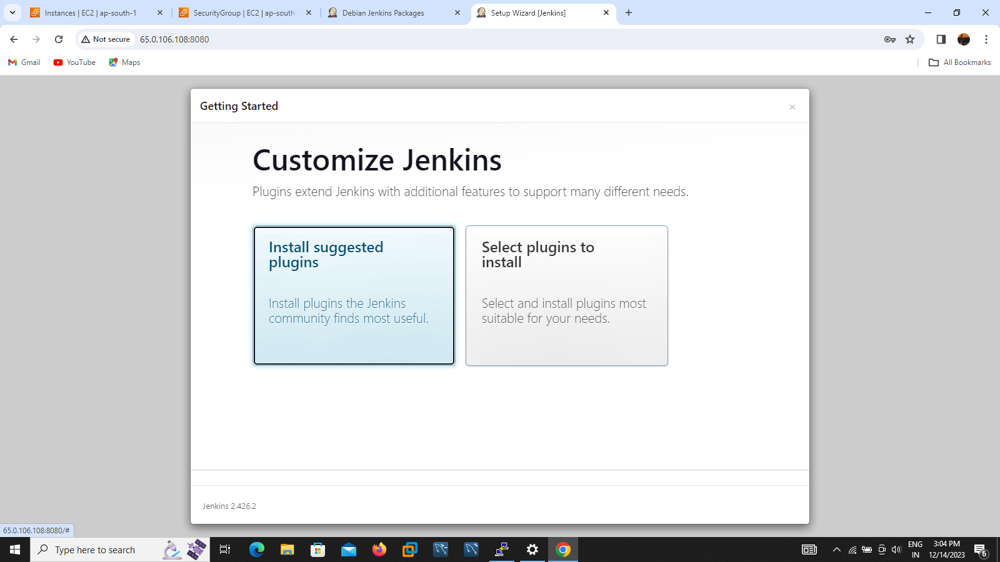 Instances | EC2 | ap-south-1
SecurityGroup | EC2 | ap-south-
Debian Jenkins Packages
Setup Wizard [Jenkins]
Not secure
65.0.106.108:8080
Gmail
YouTube
Maps
All Bookmarks
Getting Started
Customize Jenkins
Plugins extend Jenkins with additional features to support many different needs.
Install suggested
plugins
Install plugins the Jenkins
community finds most useful.
Select plugins to
install
Select and install plugins most
suitable for your needs.
Jenkins 2.426.2
65.0.106.108:8080/#
Type here to search
ENG
IN
3:04 PM
12/14/2023
6